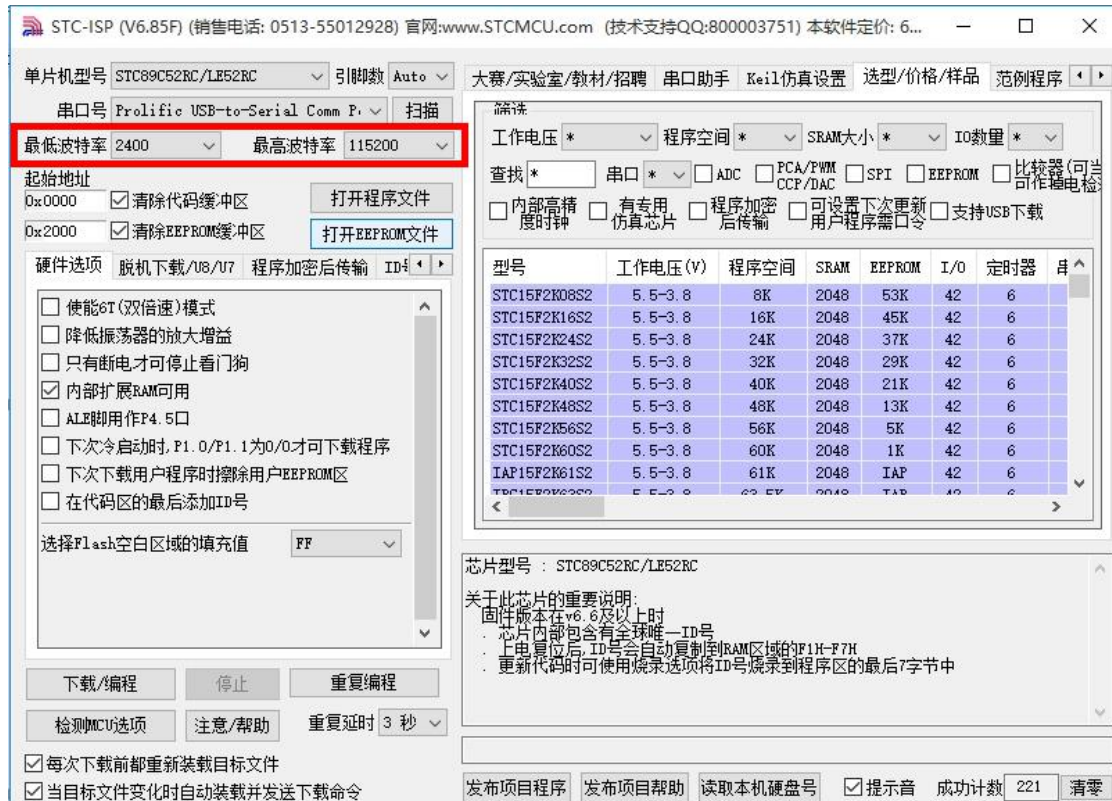 STC-ISP (V6.85F) (销售电话: 0513-55012928) 官网:www.STCMCU.com (技术支持QQ:800003751) 本软件定价: 6...
单片机型号 STC89C52RC/LE52RC 引脚数 Auto
串口号 Prolific USB-to-Serial Comm P 扫描
最低波特率 2400 最高波特率 115200
起始地址
0x0000 清除代码缓冲区 打开程序文件
0x2000 清除EEPROM缓冲区 打开EEPROM文件
硬件选项 脱机下载/U8/U7 程序加密后传输
使能6T(双倍速)模式
降低振荡器的放大增益
只有断电才可停止看门狗
内部扩展RAM可用
ALE脚用作P4.5口
下次冷启动时,P1.0/P1.1为0/0才可下载程序
下次下载用户程序时擦除用户EEPROM区
在代码区的最后添加ID号
选择Flash空白区域的填充值 FF
下载/编程 停止 重复编程
检测MCU选项 注意/帮助 重复延时 3 秒
每次下载前都重新装载目标文件
当目标文件变化时自动装载并发送下载命令
大赛/实验室/教材/招聘 串口助手 Keil仿真设置 选型/价格/样品 范例程序
筛选
工作电压 * 程序空间 * SRAM大小 * IO数量 *
查找 * 串口 * ADC PCA/PWM CCP/DAC SPI EEPROM 比较器(可当可作掉电检
内部高精度时钟 有专用仿真芯片 程序加密后传输 可设置下次更新用户程序需口令 支持USB下载
型号 工作电压(V) 程序空间 SRAM EEPROM I/O 定时器 串
STC15F2K08S2 5.5-3.8 8K 2048 53K 42 6
STC15F2K16S2 5.5-3.8 16K 2048 45K 42 6
STC15F2K24S2 5.5-3.8 24K 2048 37K 42 6
STC15F2K32S2 5.5-3.8 32K 2048 29K 42 6
STC15F2K40S2 5.5-3.8 40K 2048 21K 42 6
STC15F2K48S2 5.5-3.8 48K 2048 13K 42 6
STC15F2K56S2 5.5-3.8 56K 2048 5K 42 6
STC15F2K60S2 5.5-3.8 60K 2048 1K 42 6
IAP15F2K61S2 5.5-3.8 61K 2048 IAP 42 6
芯片型号 : STC89C52RC/LE52RC
关于此芯片的重要说明:
固件版本在v6.6及以上时
. 芯片内部包含有全球唯一ID号
. 上电复位后,ID号会自动复制到RAM区域的F1H-F7H
. 更新代码时可使用烧录选项将ID号烧录到程序区的最后7字节中
发布项目程序 发布项目帮助 读取本机硬盘号 提示音 成功计数 221 清零